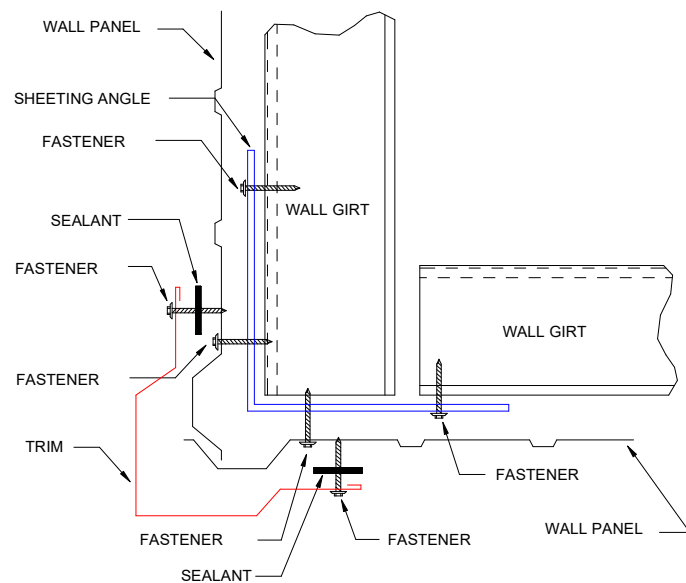 WALL PANEL
SHEETING ANGLE
FASTENER
WALL GIRT
SEALANT
FASTENER
WALL GIRT
FASTENER
TRIM
FASTENER
WALL PANEL
FASTENER
FASTENER
SEALANT